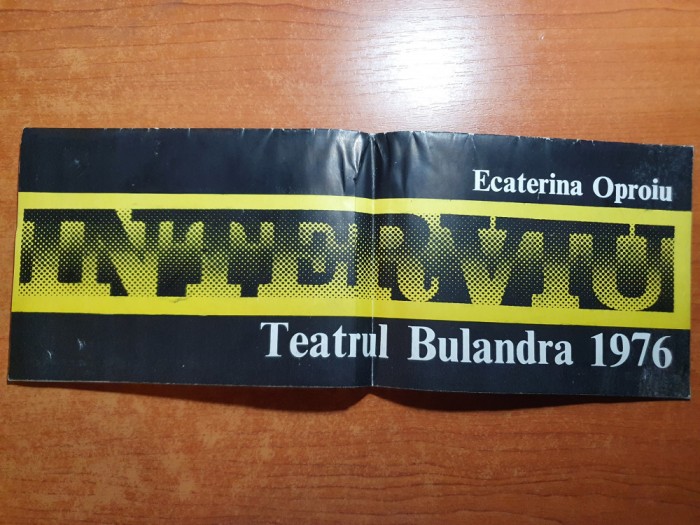 Ecaterina Oproiu
INTERVIU
Teatrul Bulandra 1976